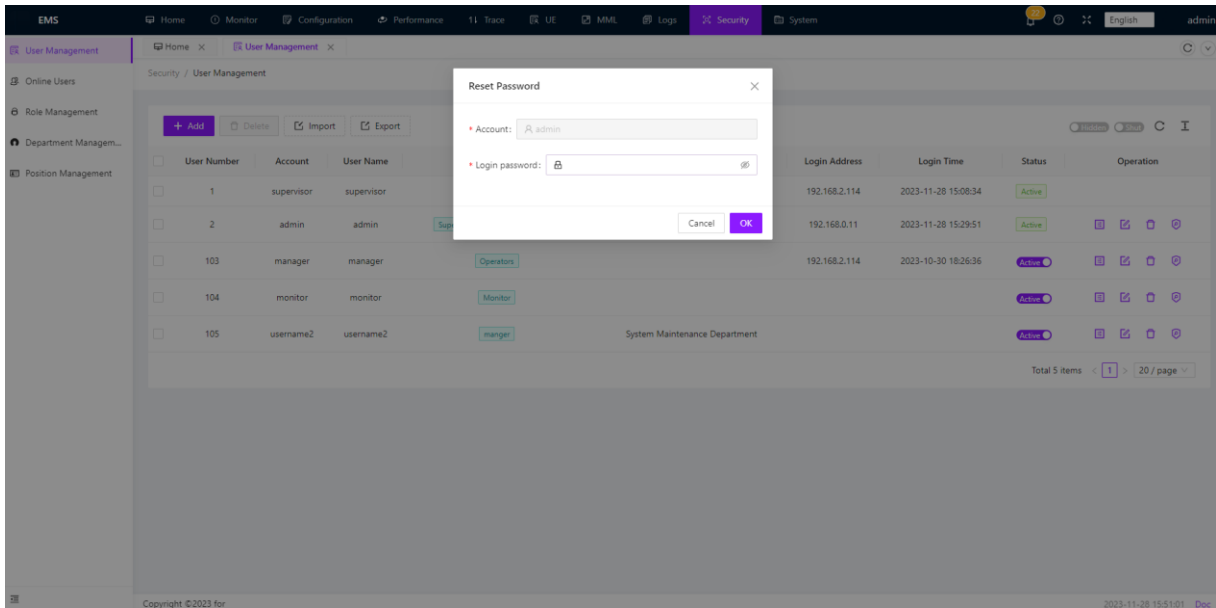 EMS Home Monitor Configuration Performance Trace UE MML Logs Security System 22 English admin
User Management Home User Management
Online Users
Role Management
Department Managem...
Position Management
Security / User Management
Reset Password
* Account: admin
* Login password:
Cancel OK
Add Delete Import Export Hidden Shut
User Number Account User Name Login Address Login Time Status Operation
1 supervisor supervisor 192.168.2.114 2023-11-28 15:08:34 Active
2 admin admin Supe 192.168.0.11 2023-11-28 15:29:51 Active
103 manager manager Operators 192.168.2.114 2023-10-30 18:26:36 Active
104 monitor monitor Monitor Active
105 username2 username2 manger System Maintenance Department Active
Total 5 items < 1 > 20 / page
Copyright ©2023 for 2023-11-28 15:51:01 Doc